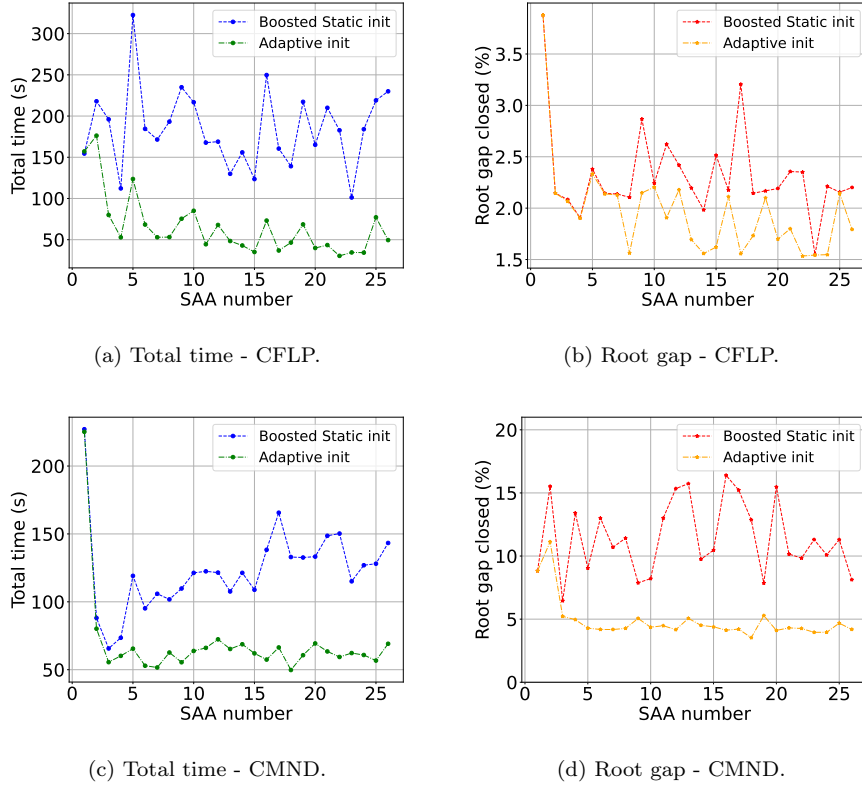 Boosted Static init
Adaptive init
300
250
200
150
100
50
0
5
10
15
20
25
Total time (s)
SAA number
(a) Total time - CFLP.
Boosted Static init
Adaptive init
3.5
3.0
2.5
2.0
1.5
0
5
10
15
20
25
Root gap closed (%)
SAA number
(b) Root gap - CFLP.
Boosted Static init
Adaptive init
200
150
100
50
0
5
10
15
20
25
Total time (s)
SAA number
(c) Total time - CMND.
Boosted Static init
Adaptive init
20
15
10
5
0
0
5
10
15
20
25
Root gap closed (%)
SAA number
(d) Root gap - CMND.